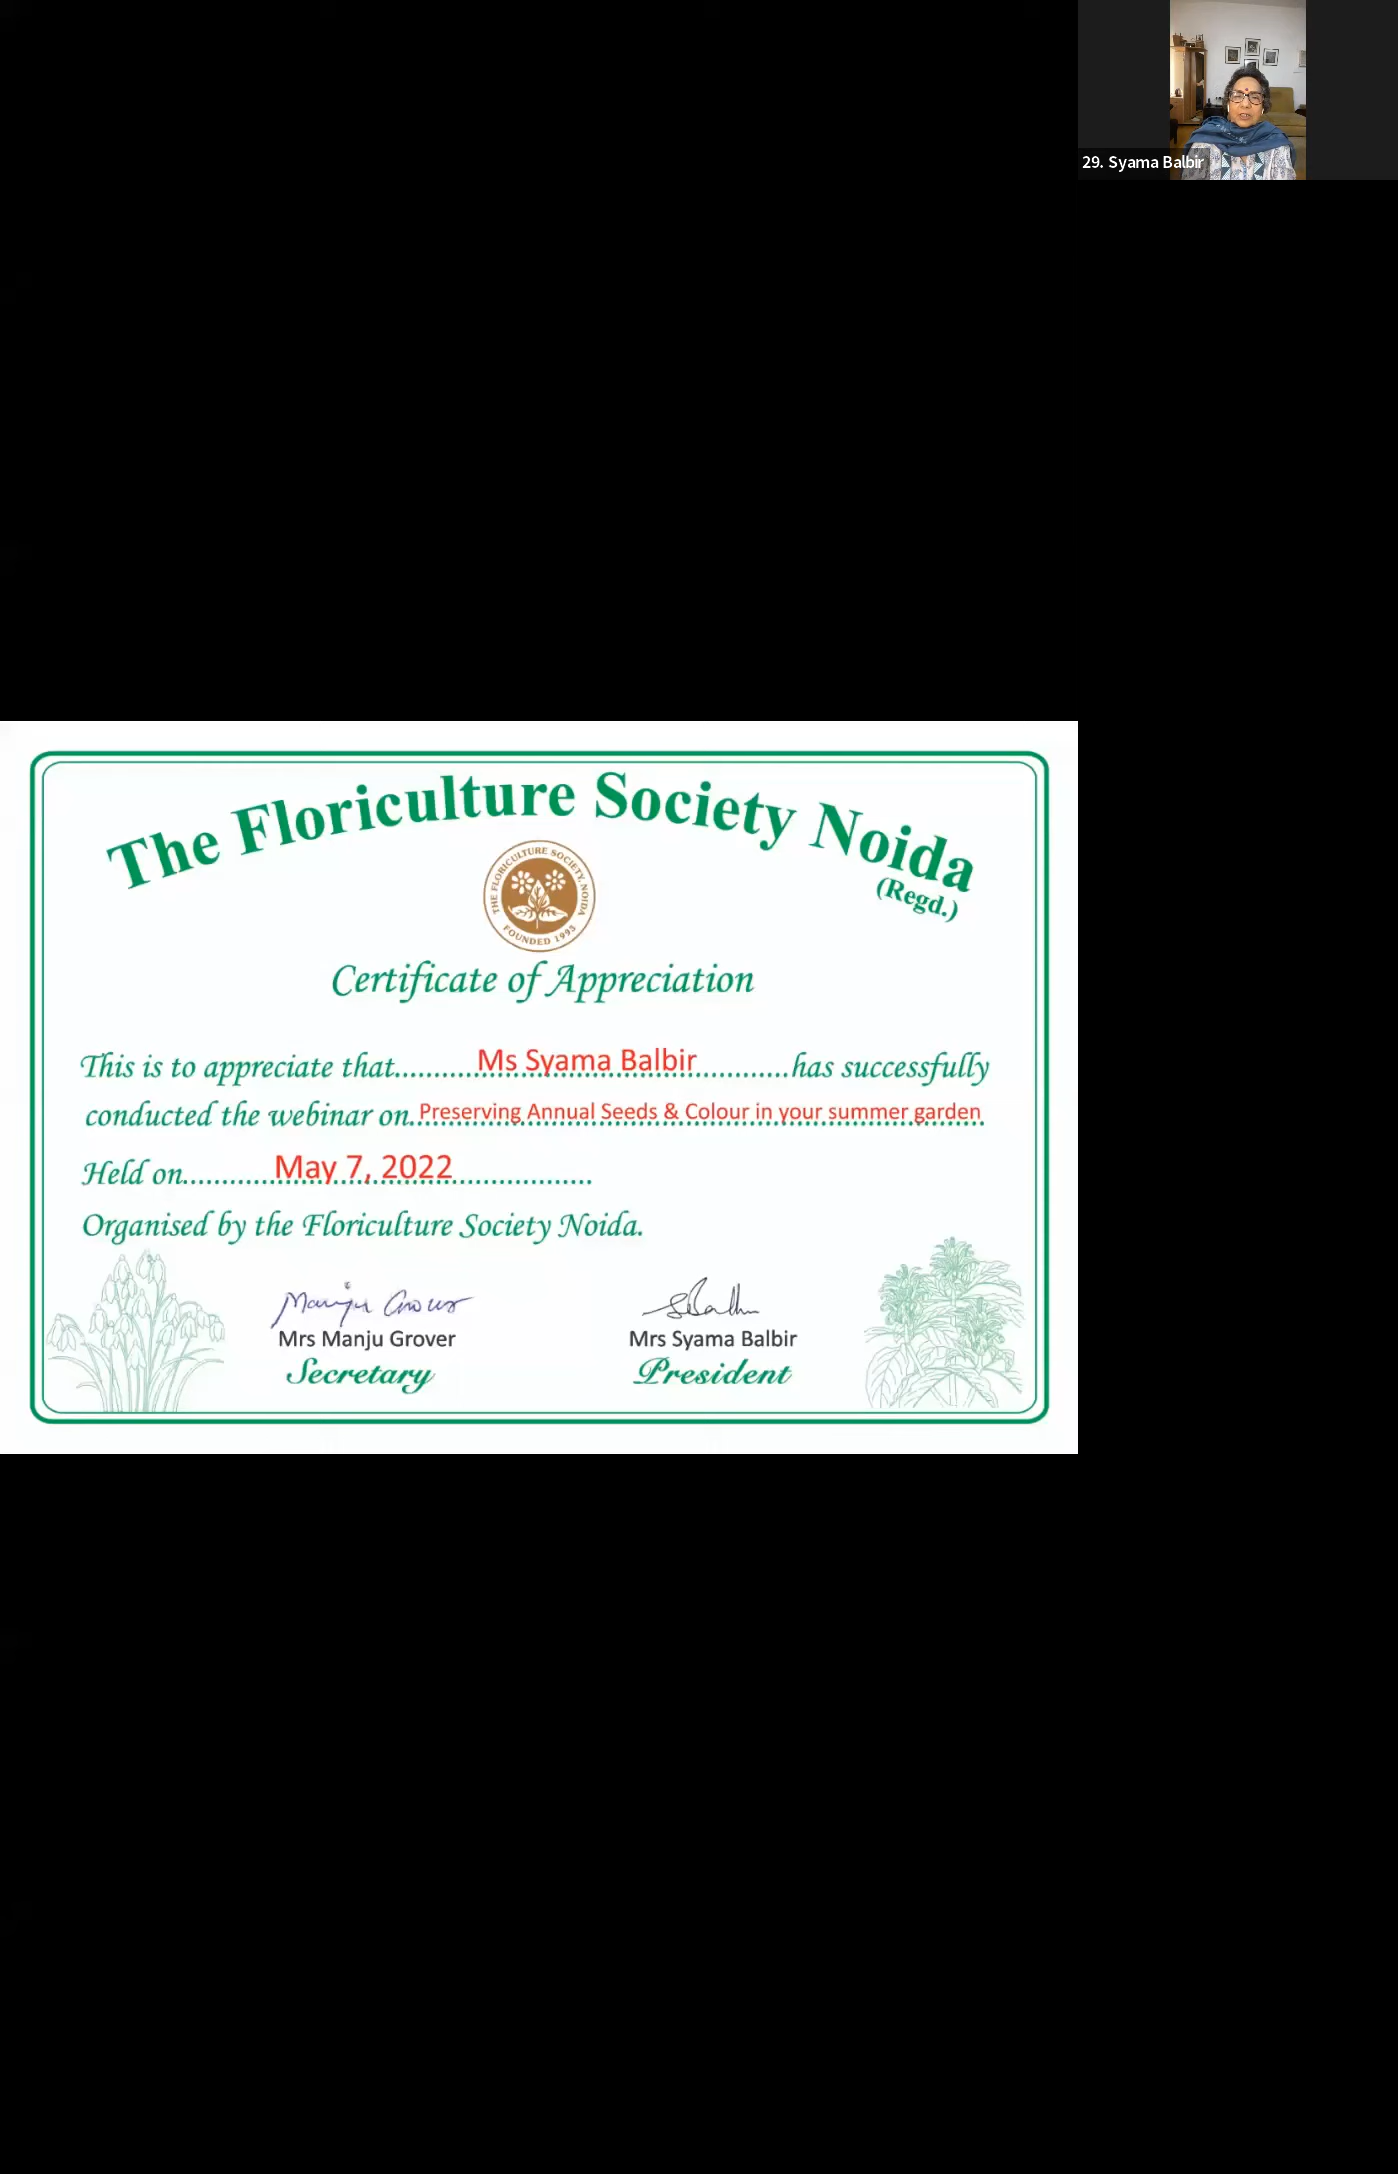 29. Syama Balbir
The Floriculture Society Noida
(Regd.)
THE FLORICULTURE SOCIETY, NOIDA
FOUNDED 1995
Certificate of Appreciation
This is to appreciate that..........Ms Syama Balbir..........has successfully
conducted the webinar on.Preserving Annual Seeds & Colour in your summer garden
Held on..........May 7, 2022..........
Organised by the Floriculture Society Noida.
Manju Grover
Mrs Manju Grover
Mrs Syama Balbir
Secretary
President